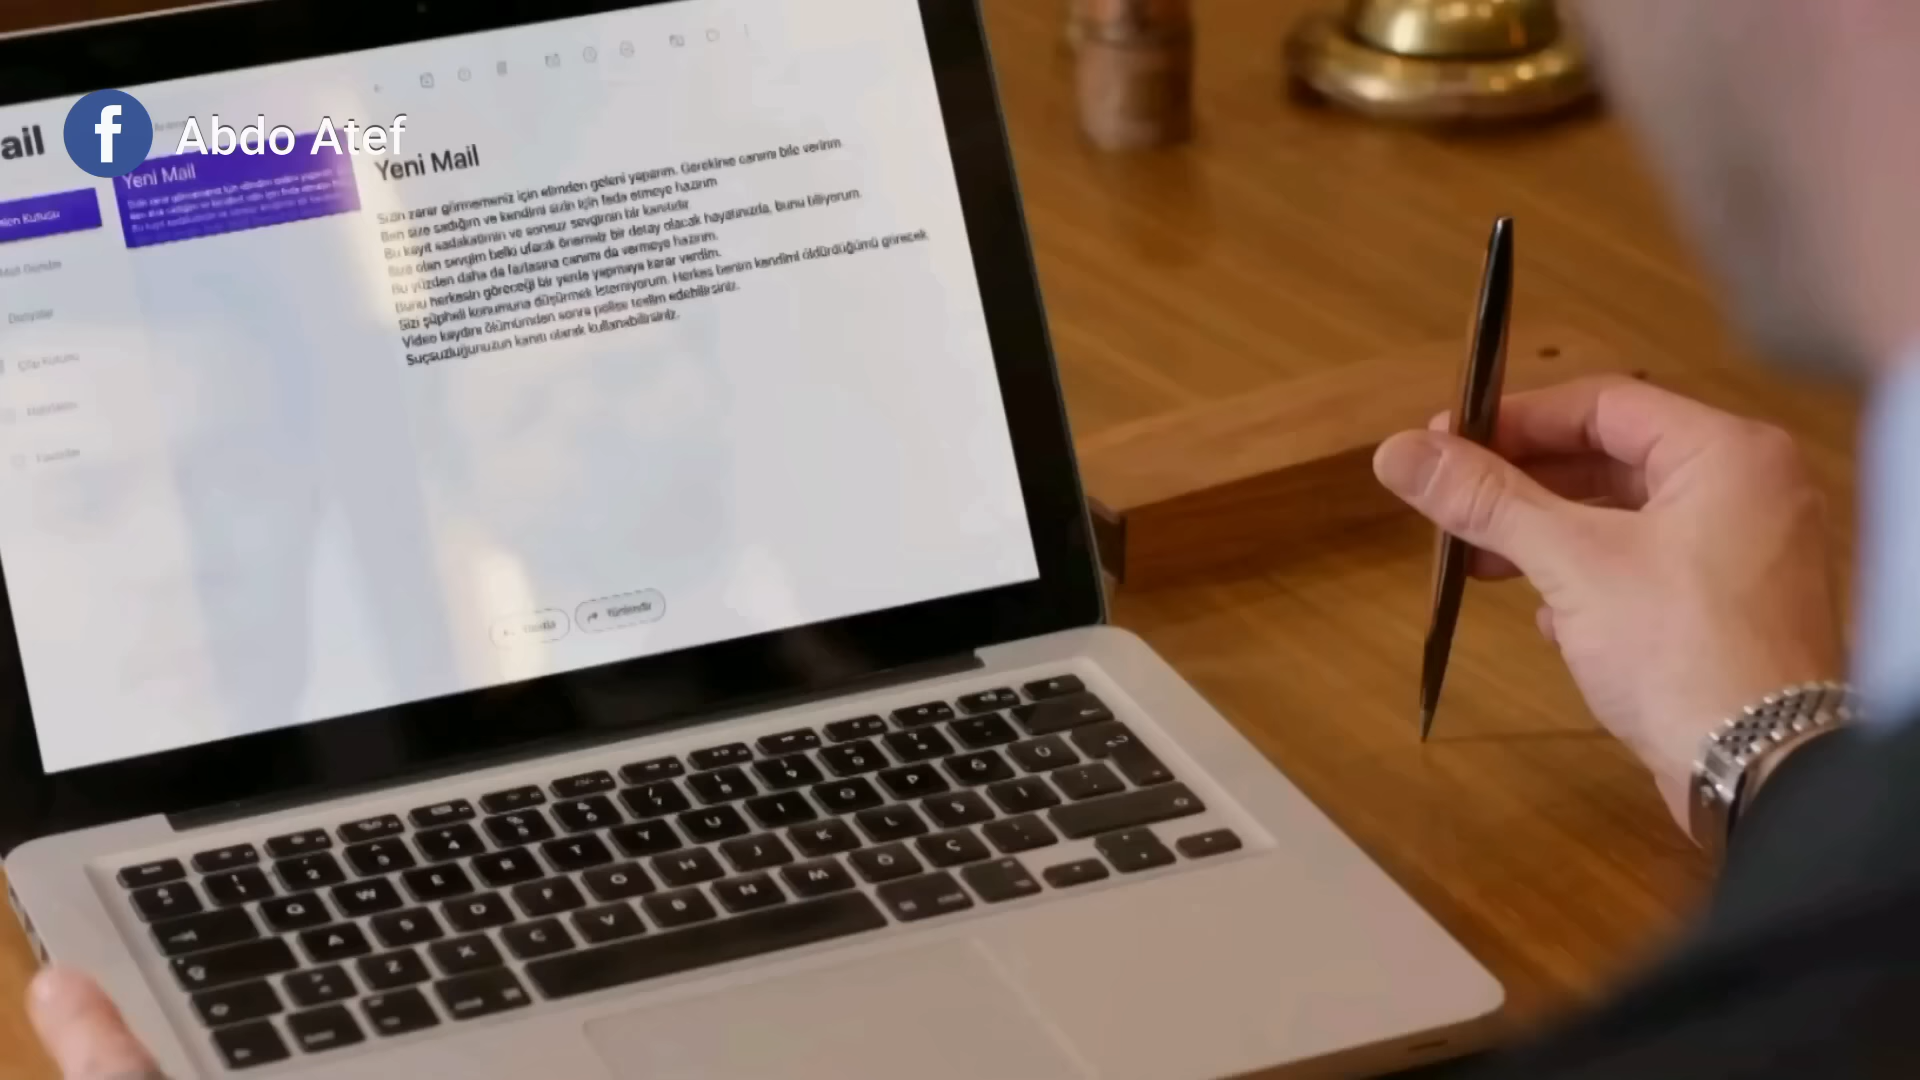 Abdo Atef
ail
Yeni Mail
Yeni Mail
Sizin zarar görmemeniz için elimden geleni yaparım. Gerekirse canımı bile veririm
Ben size sadığım ve kendimi sizin için feda etmeye hazırım
Bu kayıt sadakatimin ve sonsuz sevgimin bir kanıtıdır.
Size olan sevgim belki ufacık önemsiz bir detay olacak hayatınızda, bunu biliyorum.
Bu yüzden daha da fazlasına canımı da vermeye hazırım.
Bunu herkesin göreceği bir yerde yapmaya karar verdim.
Sizi şüpheli konumuna düşürmek istemiyorum. Herkes benim kendimi öldürdüğümü görecek
Video kaydını ölümümden sonra polise teslim edebilirsiniz.
Suçsuzluğunuzun kanıtı olarak kullanabilirsiniz.
Q W E R T Y U I O P Ğ Ü
A S D F G H J K L Ş İ
Z X C V B N M Ö Ç